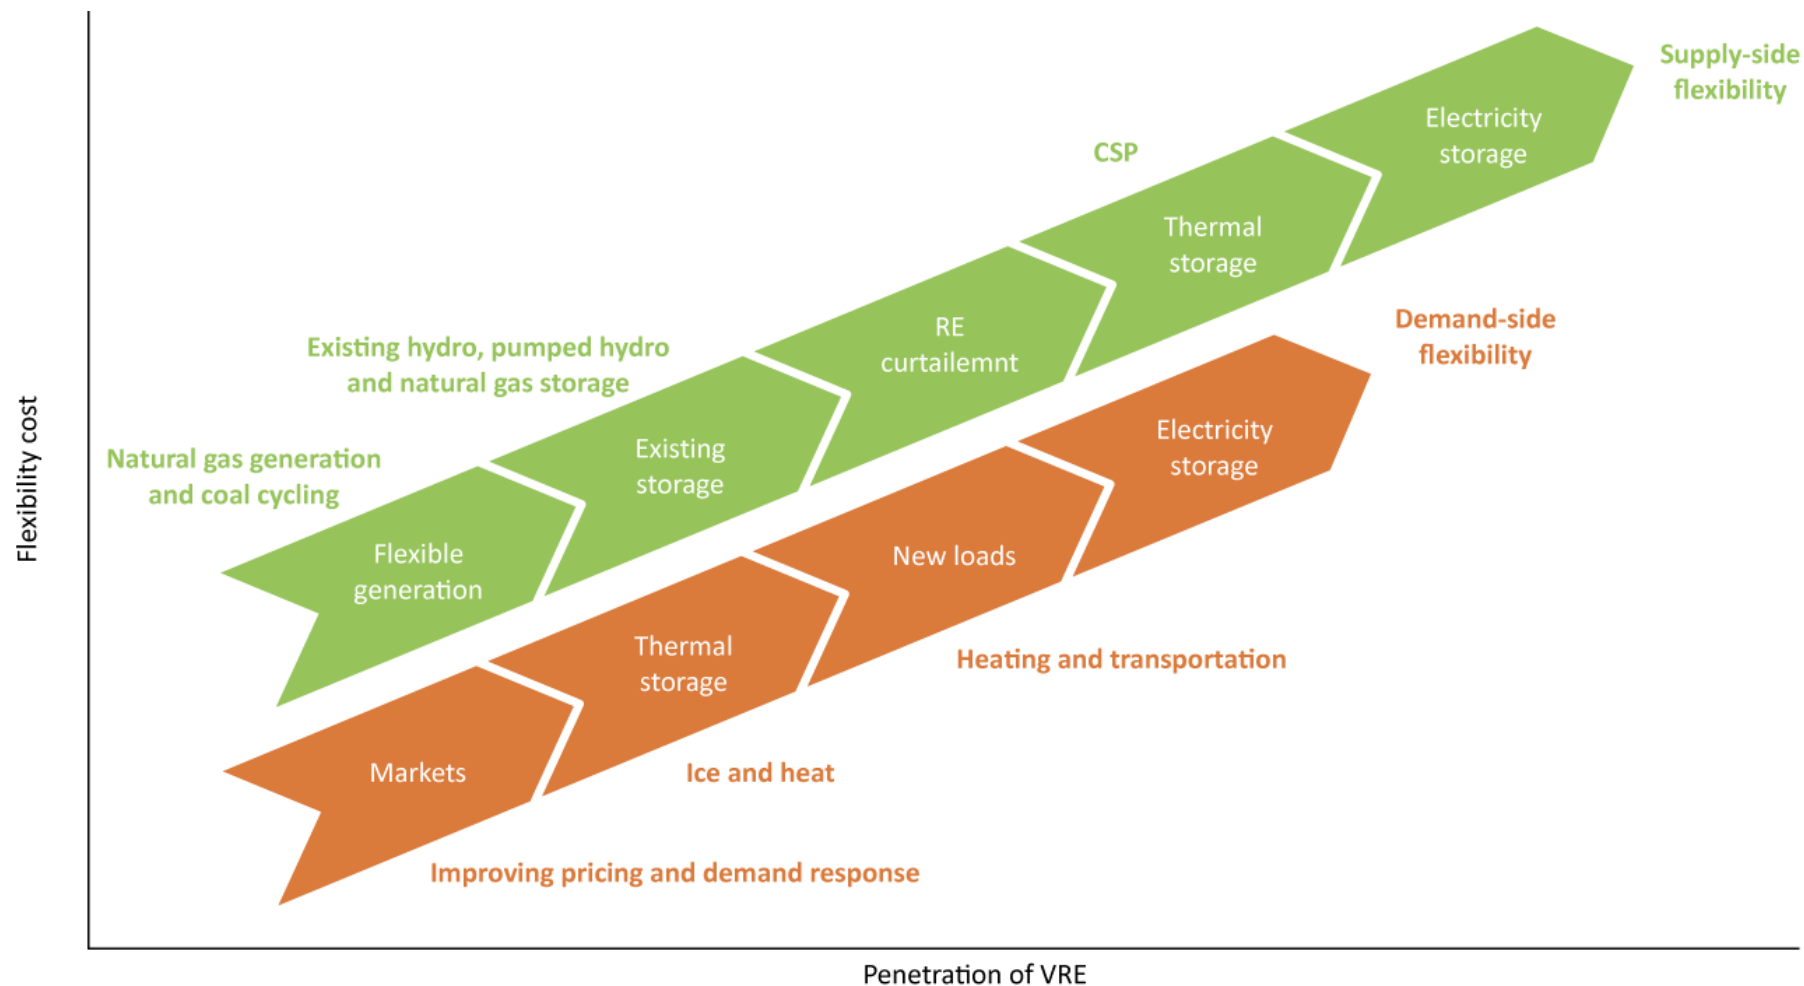 Supply-side
flexibility
Electricity
storage
CSP
Thermal
storage
Demand-side
flexibility
RE
curtailemnt
Existing hydro, pumped hydro
and natural gas storage
Electricity
storage
Existing
storage
Natural gas generation
and coal cycling
New loads
Flexible
generation
Heating and transportation
Thermal
storage
Ice and heat
Markets
Improving pricing and demand response
Flexibility cost
Penetration of VRE